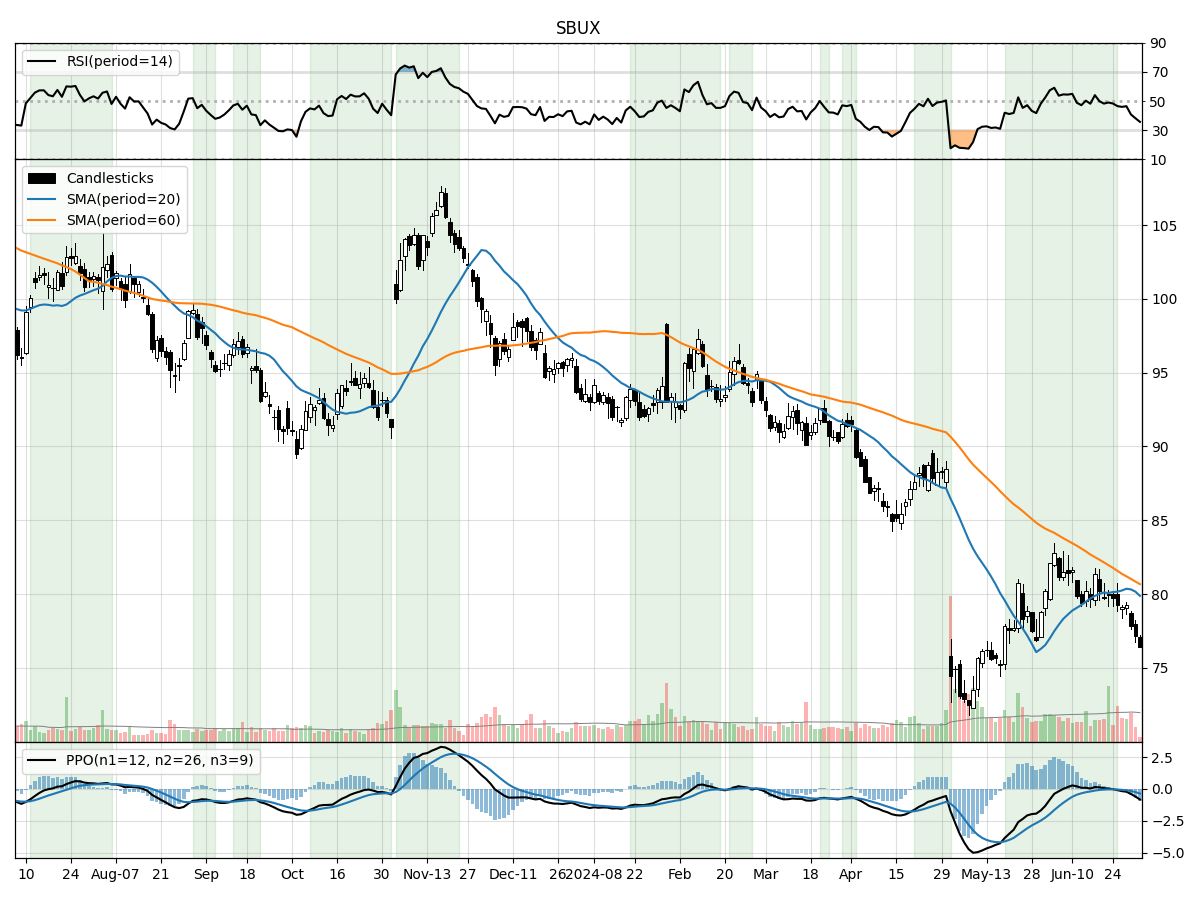 SBUX
RSI(period=14)
90
70
50
30
10
Candlesticks
SMA(period=20)
SMA(period=60)
105
100
95
90
85
80
75
PPO(n1=12, n2=26, n3=9)
2.5
0.0
−2.5
−5.0
10 24 Aug-07 21 Sep 18 Oct 16 30 Nov-13 27 Dec-11 26 2024-08 22 Feb 20 Mar 18 Apr 15 29 May-13 28 Jun-10 24